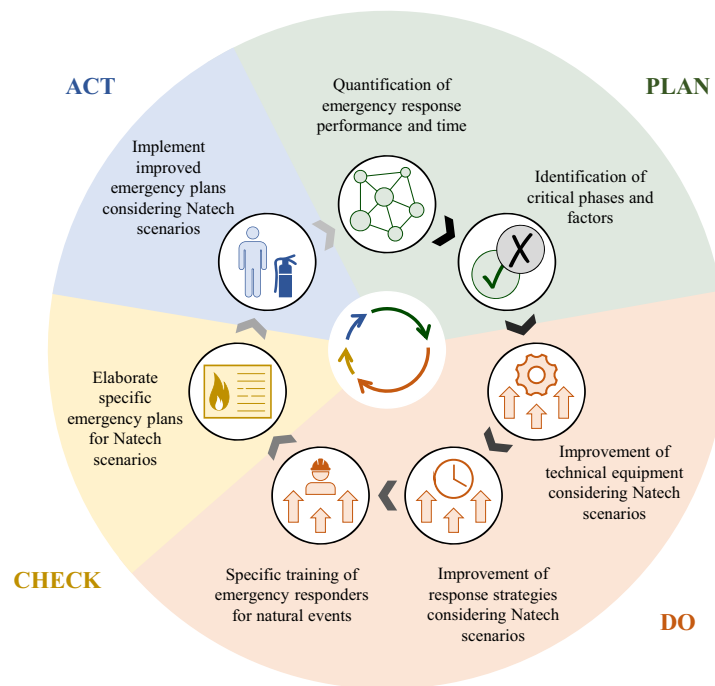 ACT
PLAN
Quantification of
emergency response
performance and time
Implement
improved
emergency plans
considering Natech
scenarios
Identification of
critical phases and
factors
Elaborate
specific
emergency plans
for Natech
scenarios
Improvement of
technical equipment
considering Natech
scenarios
CHECK
Specific training of
emergency responders
for natural events
Improvement of
response strategies
considering Natech
scenarios
DO